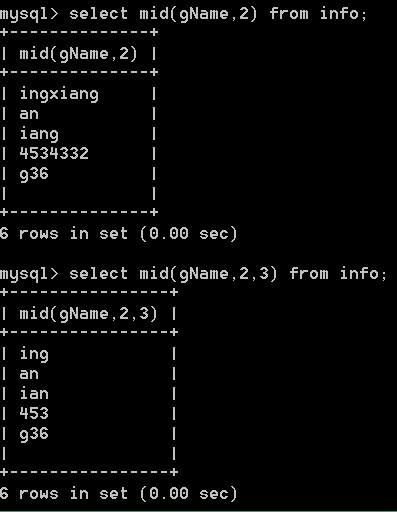 mysql> select mid(gName,2) from info;
+--------------+
| mid(gName,2) |
+--------------+
| ingxiang     |
| an           |
| iang         |
| 4534332      |
| g36          |
|              |
+--------------+
6 rows in set (0.00 sec)
mysql> select mid(gName,2,3) from info;
+----------------+
| mid(gName,2,3) |
+----------------+
| ing            |
| an             |
| ian            |
| 453            |
| g36            |
|                |
+----------------+
6 rows in set (0.00 sec)